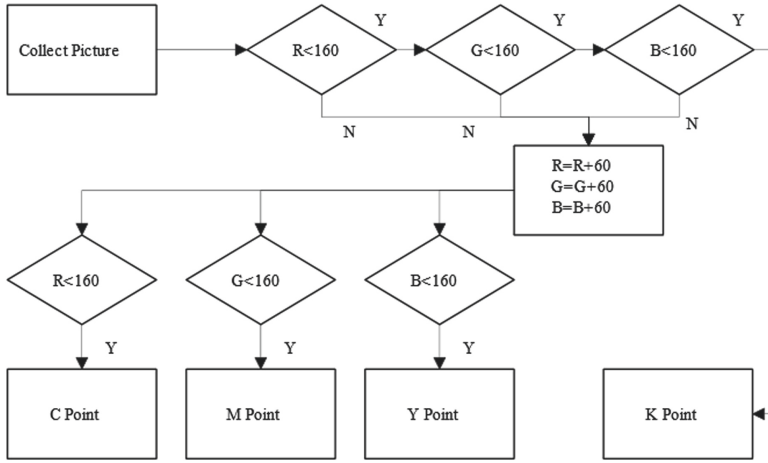 Y
Y
Y
Collect Picture
R<160
G<160
B<160
N
N
N
R=R+60
G=G+60
B=B+60
R<160
G<160
B<160
Y
Y
Y
C Point
M Point
Y Point
K Point